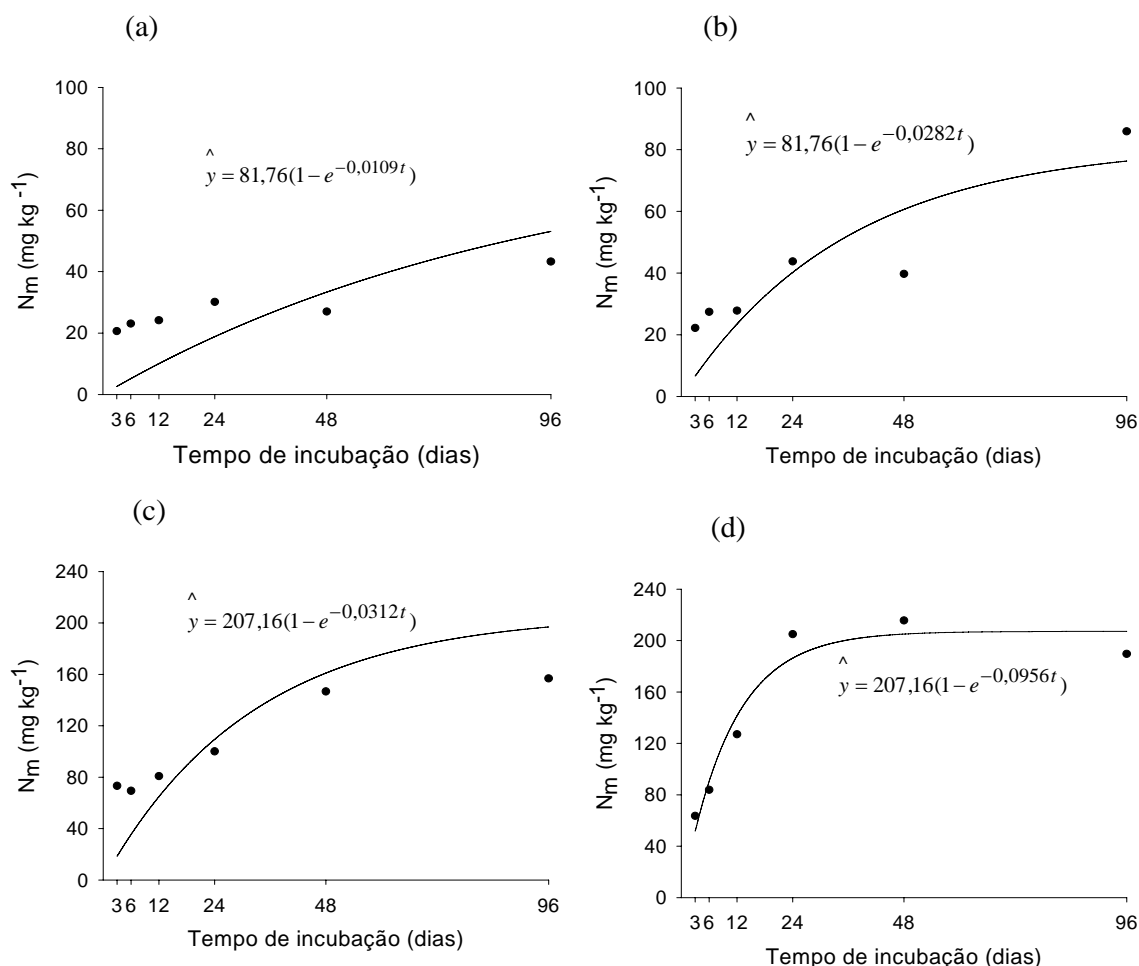 (a)
100
80
60
40
20
0
N_m (mg kg^-1)
^
y = 81,76(1 − e^−0,0109t)
3 6 12 24 48 96
Tempo de incubação (dias)
(b)
100
80
60
40
20
0
N_m (mg kg^-1)
^
y = 81,76(1 − e^−0,0282t)
3 6 12 24 48 96
Tempo de incubação (dias)
(c)
240
200
160
120
80
40
0
N_m (mg kg^-1)
^
y = 207,16(1 − e^−0,0312t)
3 6 12 24 48 96
Tempo de incubação (dias)
(d)
240
200
160
120
80
40
0
N_m (mg kg^-1)
^
y = 207,16(1 − e^−0,0956t)
3 6 12 24 48 96
Tempo de incubação (dias)